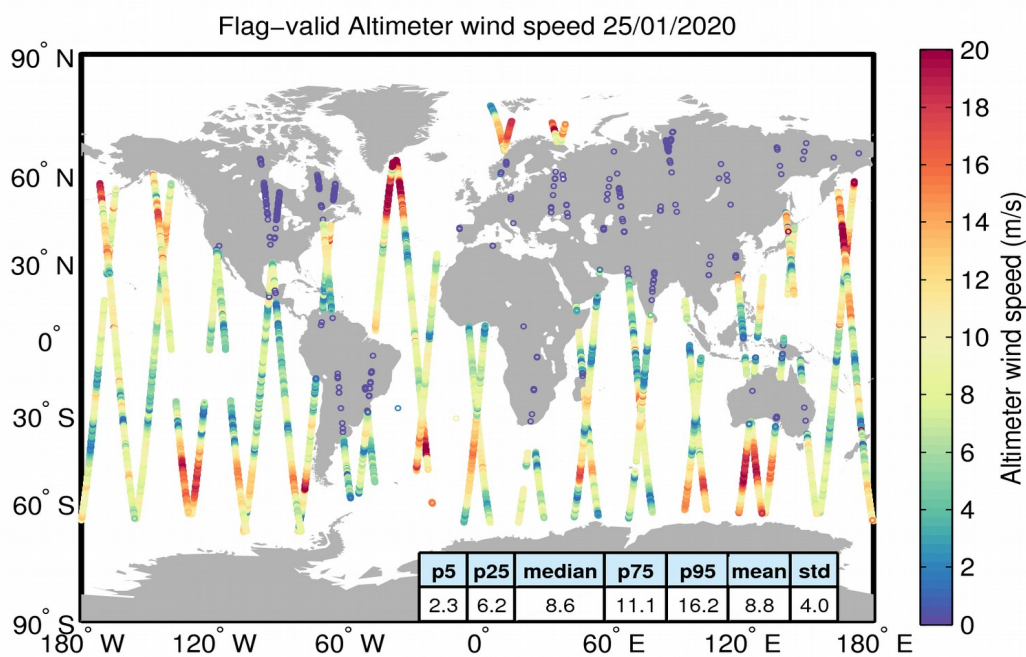 Flag−valid Altimeter wind speed 25/01/2020
90° N
60° N
30° N
0°
30° S
60° S
90° S
180° W
120° W
60° W
0°
60° E
120° E
180° E
p5 p25 median p75 p95 mean std
2.3 6.2 8.6 11.1 16.2 8.8 4.0
20
18
16
14
12
10
8
6
4
2
0
Altimeter wind speed (m/s)